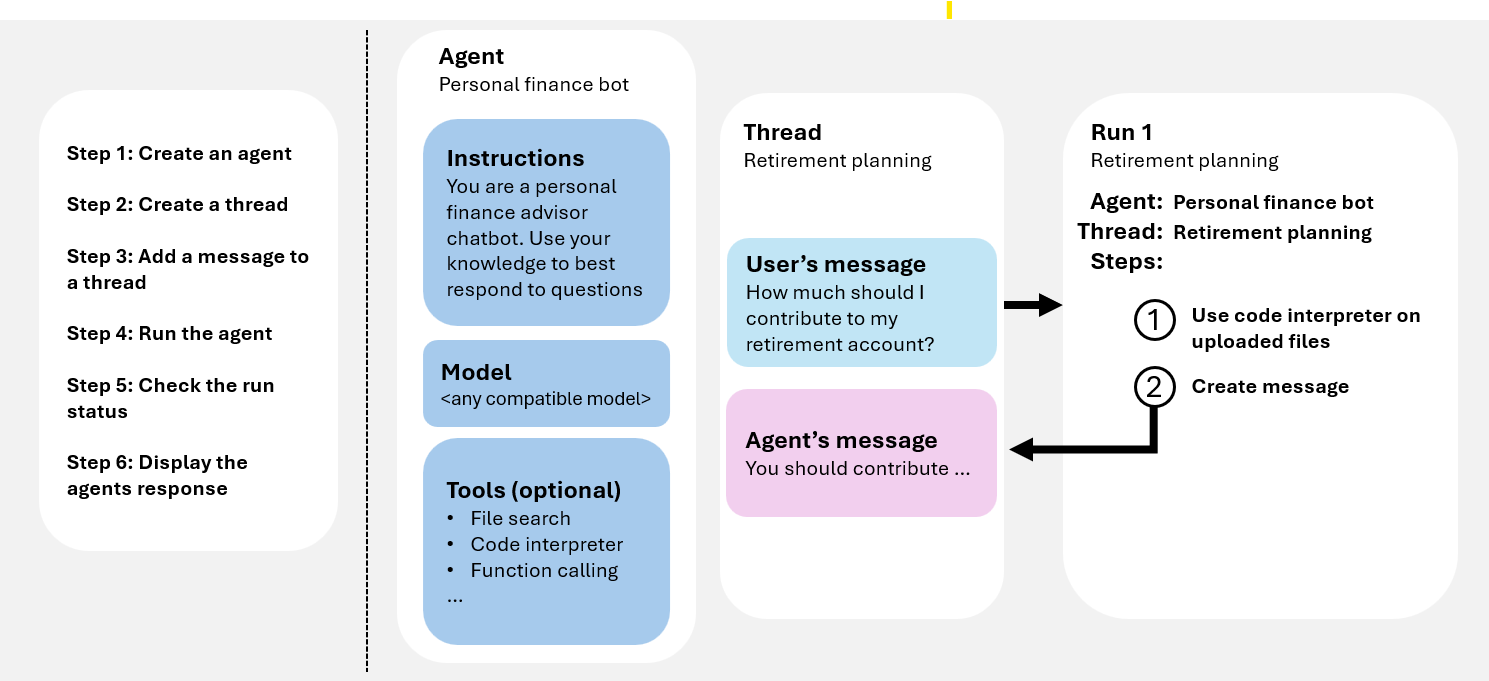 Step 1: Create an agent
Step 2: Create a thread
Step 3: Add a message to
a thread
Step 4: Run the agent
Step 5: Check the run
status
Step 6: Display the
agents response
Agent
Personal finance bot
Instructions
You are a personal
finance advisor
chatbot. Use your
knowledge to best
respond to questions
Model
<any compatible model>
Tools (optional)
• File search
• Code interpreter
• Function calling
...
Thread
Retirement planning
User’s message
How much should I
contribute to my
retirement account?
Agent’s message
You should contribute ...
Run 1
Retirement planning
Agent: Personal finance bot
Thread: Retirement planning
Steps:
1 Use code interpreter on
uploaded files
2 Create message